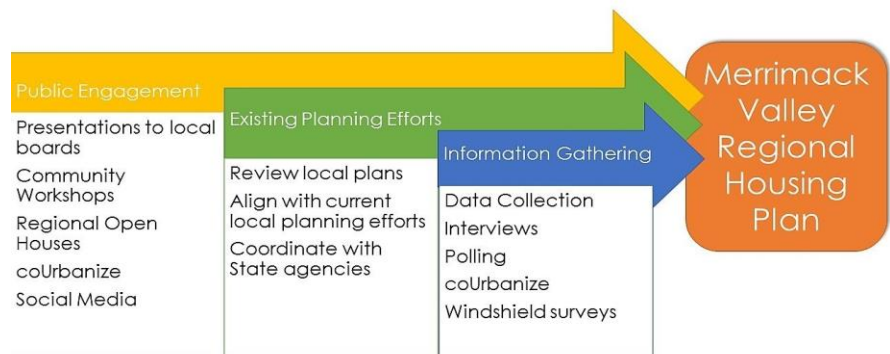 Public Engagement
Presentations to local
boards
Community
Workshops
Regional Open
Houses
coUrbanize
Social Media
Existing Planning Efforts
Review local plans
Align with current
local planning efforts
Coordinate with
State agencies
Information Gathering
Data Collection
Interviews
Polling
coUrbanize
Windshield surveys
Merrimack
Valley
Regional
Housing
Plan